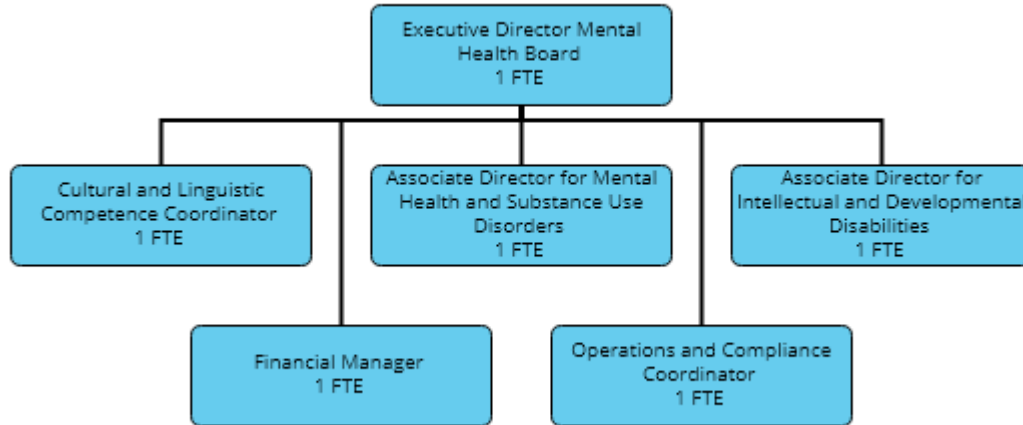 Executive Director Mental
Health Board
1 FTE
Cultural and Linguistic
Competence Coordinator
1 FTE
Associate Director for Mental
Health and Substance Use
Disorders
1 FTE
Associate Director for
Intellectual and Developmenta
Disabilities
1 FTE
Financial Manager
1 FTE
Operations and Compliance
Coordinator
1 FTE